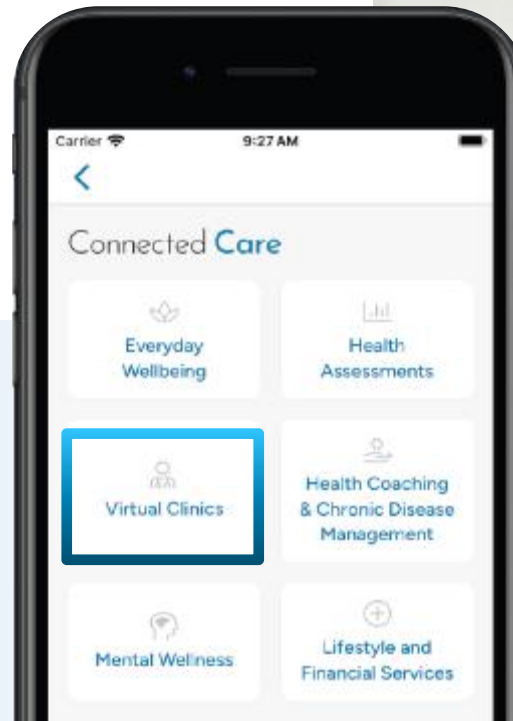 Carrier 9:27 AM
Connected Care
Everyday
Wellbeing
Health
Assessments
Virtual Clinics
Health Coaching
& Chronic Disease
Management
Mental Wellness
Lifestyle and
Financial Services